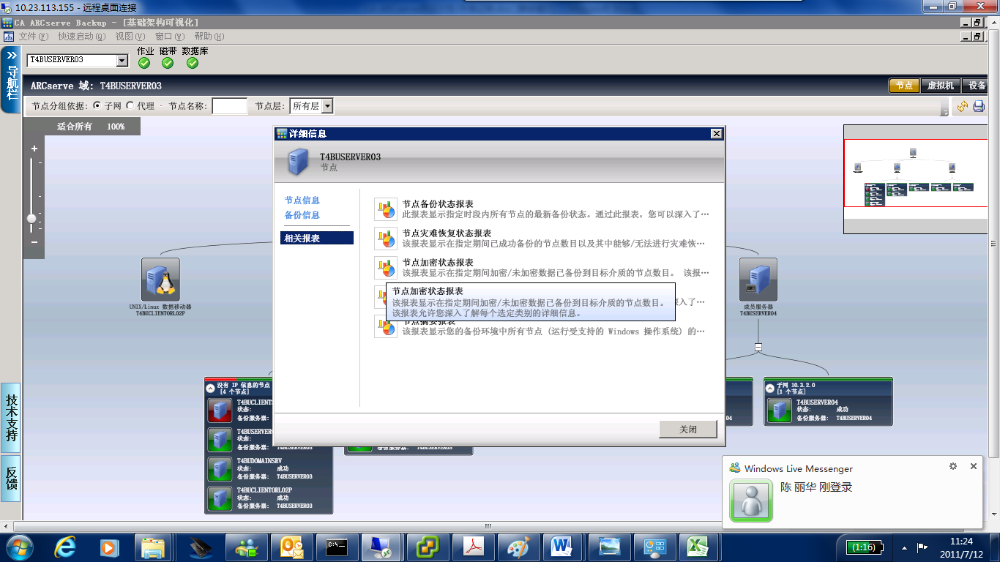 10.23.113.155 - 远程桌面连接
CA ARCserve Backup - [基础架构可视化]
文件(F) 快速启动(Q) 视图(V) 窗口(W) 帮助(H)
导航栏
T4BUSERVER03
作业 磁带 数据库
ARCserve 域: T4BUSERVER03
节点 虚拟机 设备
节点分组依据: 子网 代理 · 节点名称: 节点层: 所有层
适合所有 100%
详细信息
T4BUSERVER03
节点
节点信息
备份信息
相关报表
节点备份状态报表
此报表显示指定时段内所有节点的最新备份状态。通过此报表，您可以深入了…
节点灾难恢复状态报表
该报表显示在指定期间已成功备份的节点数目以及其中能够/无法进行灾难恢…
节点加密状态报表
该报表显示在指定期间加密/未加密数据已备份到目标介质的节点数目。 该报…
节点加密状态报表
该报表显示在指定期间加密/未加密数据已备份到目标介质的节点数目。
该报表允许您深入了解每个选定类别的详细信息。
深入了…
节点摘要报表
该报表显示您的备份环境中所有节点 (运行受支持的 Windows 操作系统) 的…
关闭
UNIX/Linux 数据移动器
T4BUCLIENTORL02P
成员服务器
T4BUSERVER04
没有 IP 信息的节点
[4 个节点]
T4BUCLIENT
状态:
备份服务器:
T4BUSERVER
状态:
备份服务器: T4BUSERVER03
T4BUDOMAINSRV
状态: 成功
备份服务器: T4BUSERVER03
T4BUCLIENTORL02P
状态: 成功
备份服务器: T4BUSERVER03
备份服务器: T4BUSERVER03
04
子网 10.3.2.0
[1 个节点]
T4BUSERVER04
状态: 成功
备份服务器: T4BUSERVER04
技术支持
反馈
Windows Live Messenger
陈 丽华 刚登录
C:\
(1:16)
11:24
2011/7/12